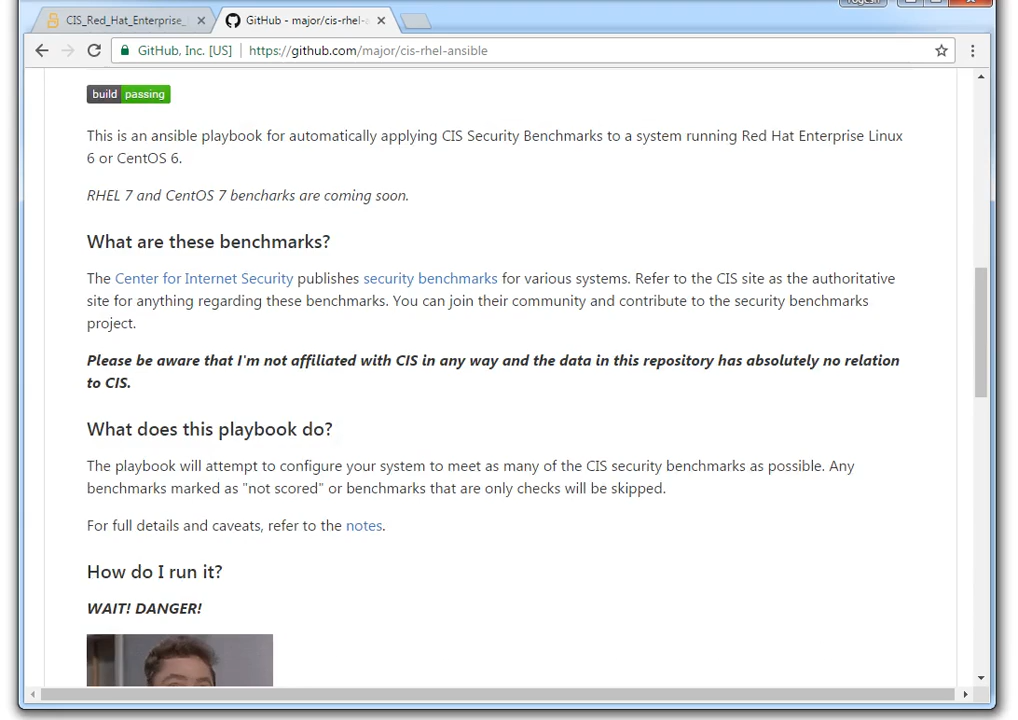 CIS_Red_Hat_Enterprise_
GitHub - major/cis-rhel-a
GitHub, Inc. [US] | https://github.com/major/cis-rhel-ansible
build passing
This is an ansible playbook for automatically applying CIS Security Benchmarks to a system running Red Hat Enterprise Linux
6 or CentOS 6.
RHEL 7 and CentOS 7 bencharks are coming soon.
What are these benchmarks?
The Center for Internet Security publishes security benchmarks for various systems. Refer to the CIS site as the authoritative
site for anything regarding these benchmarks. You can join their community and contribute to the security benchmarks
project.
Please be aware that I'm not affiliated with CIS in any way and the data in this repository has absolutely no relation
to CIS.
What does this playbook do?
The playbook will attempt to configure your system to meet as many of the CIS security benchmarks as possible. Any
benchmarks marked as "not scored" or benchmarks that are only checks will be skipped.
For full details and caveats, refer to the notes.
How do I run it?
WAIT! DANGER!